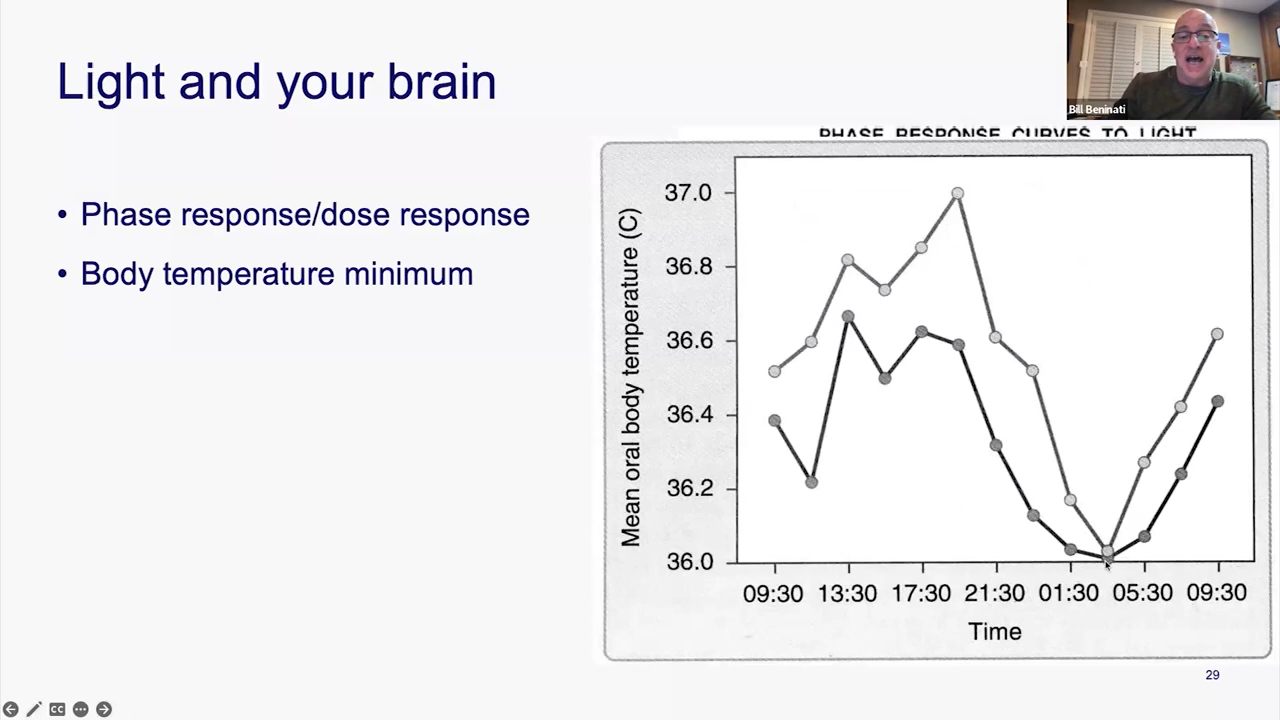 Light and your brain
Bill Beninati
• Phase response/dose response
• Body temperature minimum
PHASE RESPONSE CURVES TO LIGHT
Mean oral body temperature (C)
37.0
36.8
36.6
36.4
36.2
36.0
09:30 13:30 17:30 21:30 01:30 05:30 09:30
Time
29
CC